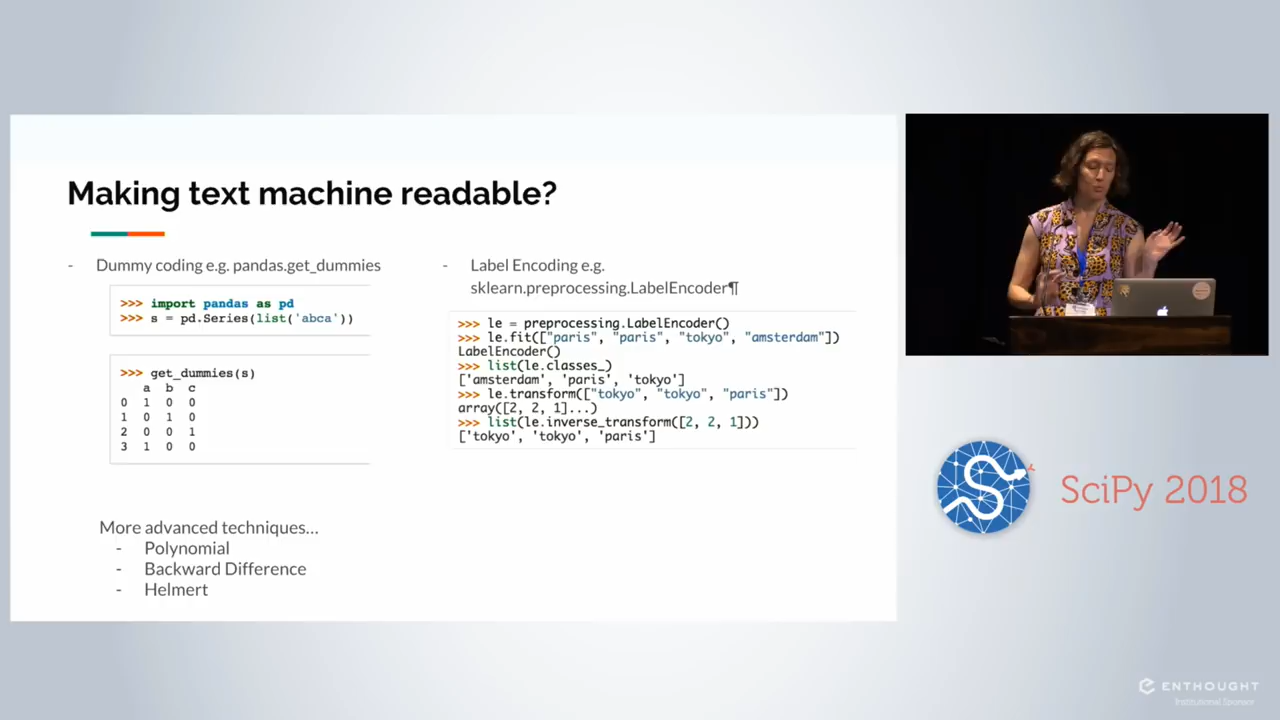 Making text machine readable?
- Dummy coding e.g. pandas.get_dummies
>>> import pandas as pd
>>> s = pd.Series(list('abca'))
>>> get_dummies(s)
a b c
0 1 0 0
1 0 1 0
2 0 0 1
3 1 0 0
- Label Encoding e.g.
sklearn.preprocessing.LabelEncoder¶
>>> le = preprocessing.LabelEncoder()
>>> le.fit(["paris", "paris", "tokyo", "amsterdam"])
LabelEncoder()
>>> list(le.classes_)
['amsterdam', 'paris', 'tokyo']
>>> le.transform(["tokyo", "tokyo", "paris"])
array([2, 2, 1]...)
>>> list(le.inverse_transform([2, 2, 1]))
['tokyo', 'tokyo', 'paris']
More advanced techniques...
- Polynomial
- Backward Difference
- Helmert
SciPy 2018
ENTHOUGHT
Institutional Sponsor